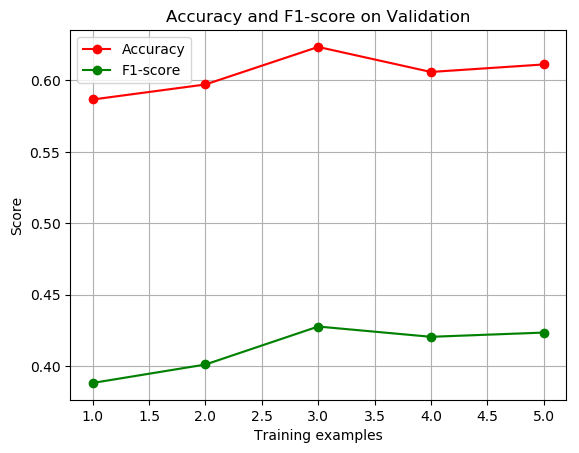 Accuracy and F1-score on Validation
Accuracy
F1-score
0.60
0.55
0.50
0.45
0.40
Score
1.0 1.5 2.0 2.5 3.0 3.5 4.0 4.5 5.0
Training examples